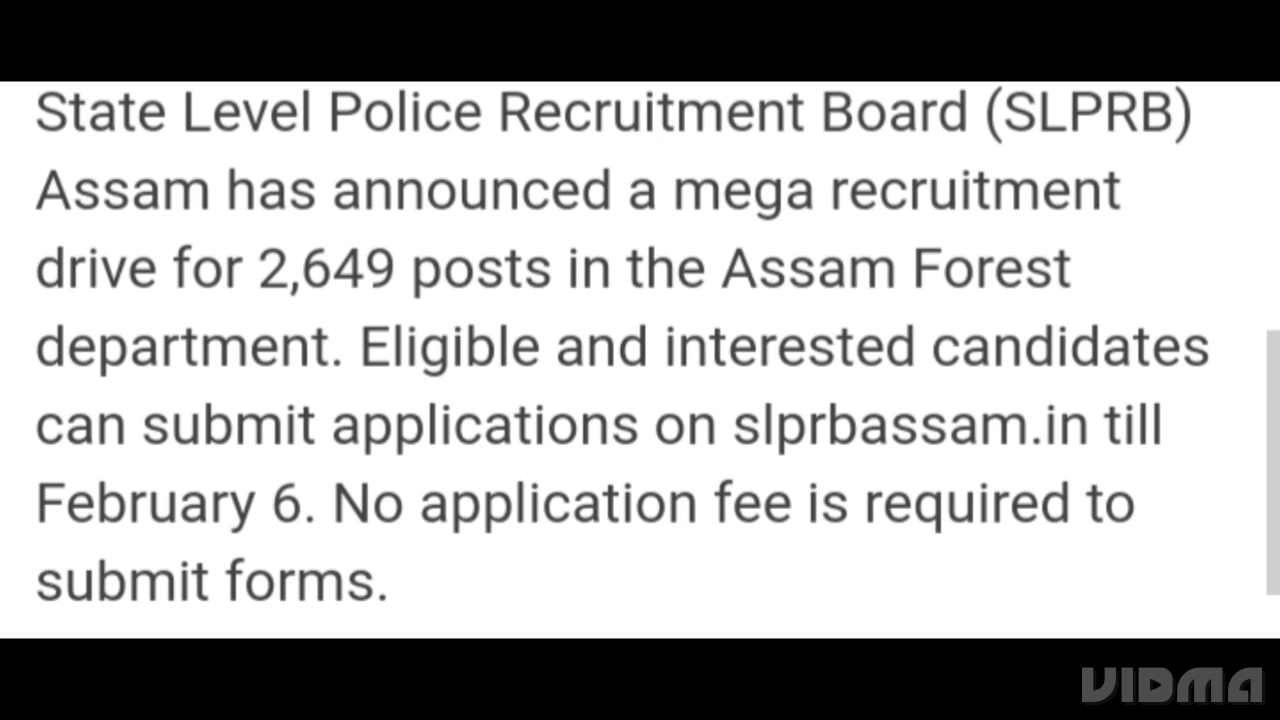 State Level Police Recruitment Board (SLPRB)
Assam has announced a mega recruitment
drive for 2,649 posts in the Assam Forest
department. Eligible and interested candidates
can submit applications on slprbassam.in till
February 6. No application fee is required to
submit forms.
VIDMA